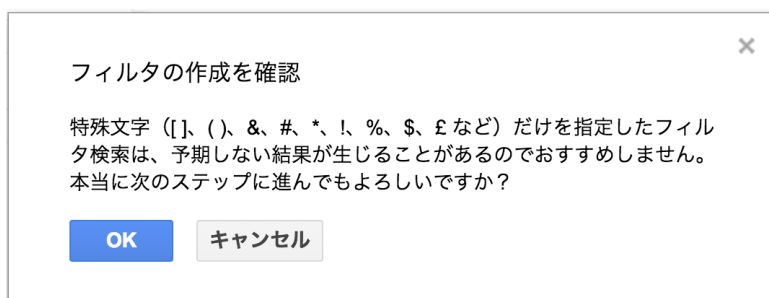 フィルタの作成を確認
特殊文字（[ ]、( )、&、#、*、!、%、$、£ など）だけを指定したフィル
タ検索は、予期しない結果が生じることがあるのでおすすめしません。
本当に次のステップに進んでもよろしいですか？
OK キャンセル